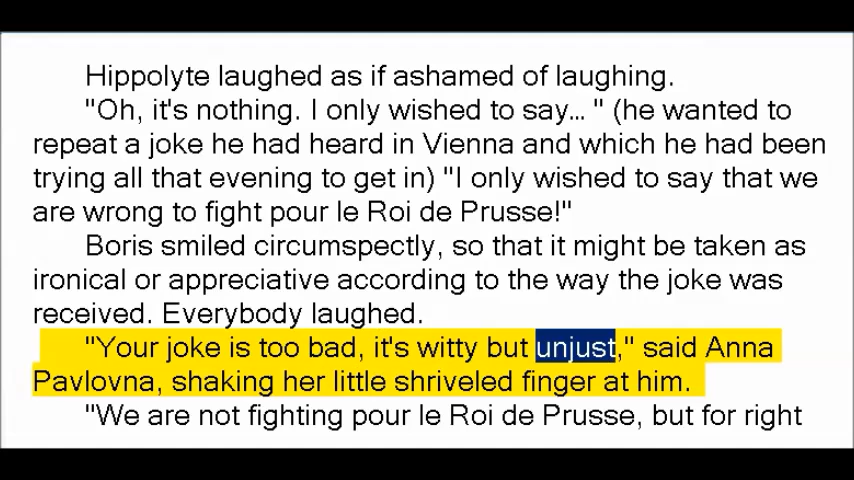 Hippolyte laughed as if ashamed of laughing.
"Oh, it's nothing. I only wished to say... " (he wanted to
repeat a joke he had heard in Vienna and which he had been
trying all that evening to get in) "I only wished to say that we
are wrong to fight pour le Roi de Prusse!"
Boris smiled circumspectly, so that it might be taken as
ironical or appreciative according to the way the joke was
received. Everybody laughed.
"Your joke is too bad, it's witty but unjust," said Anna
Pavlovna, shaking her little shriveled finger at him.
"We are not fighting pour le Roi de Prusse, but for right